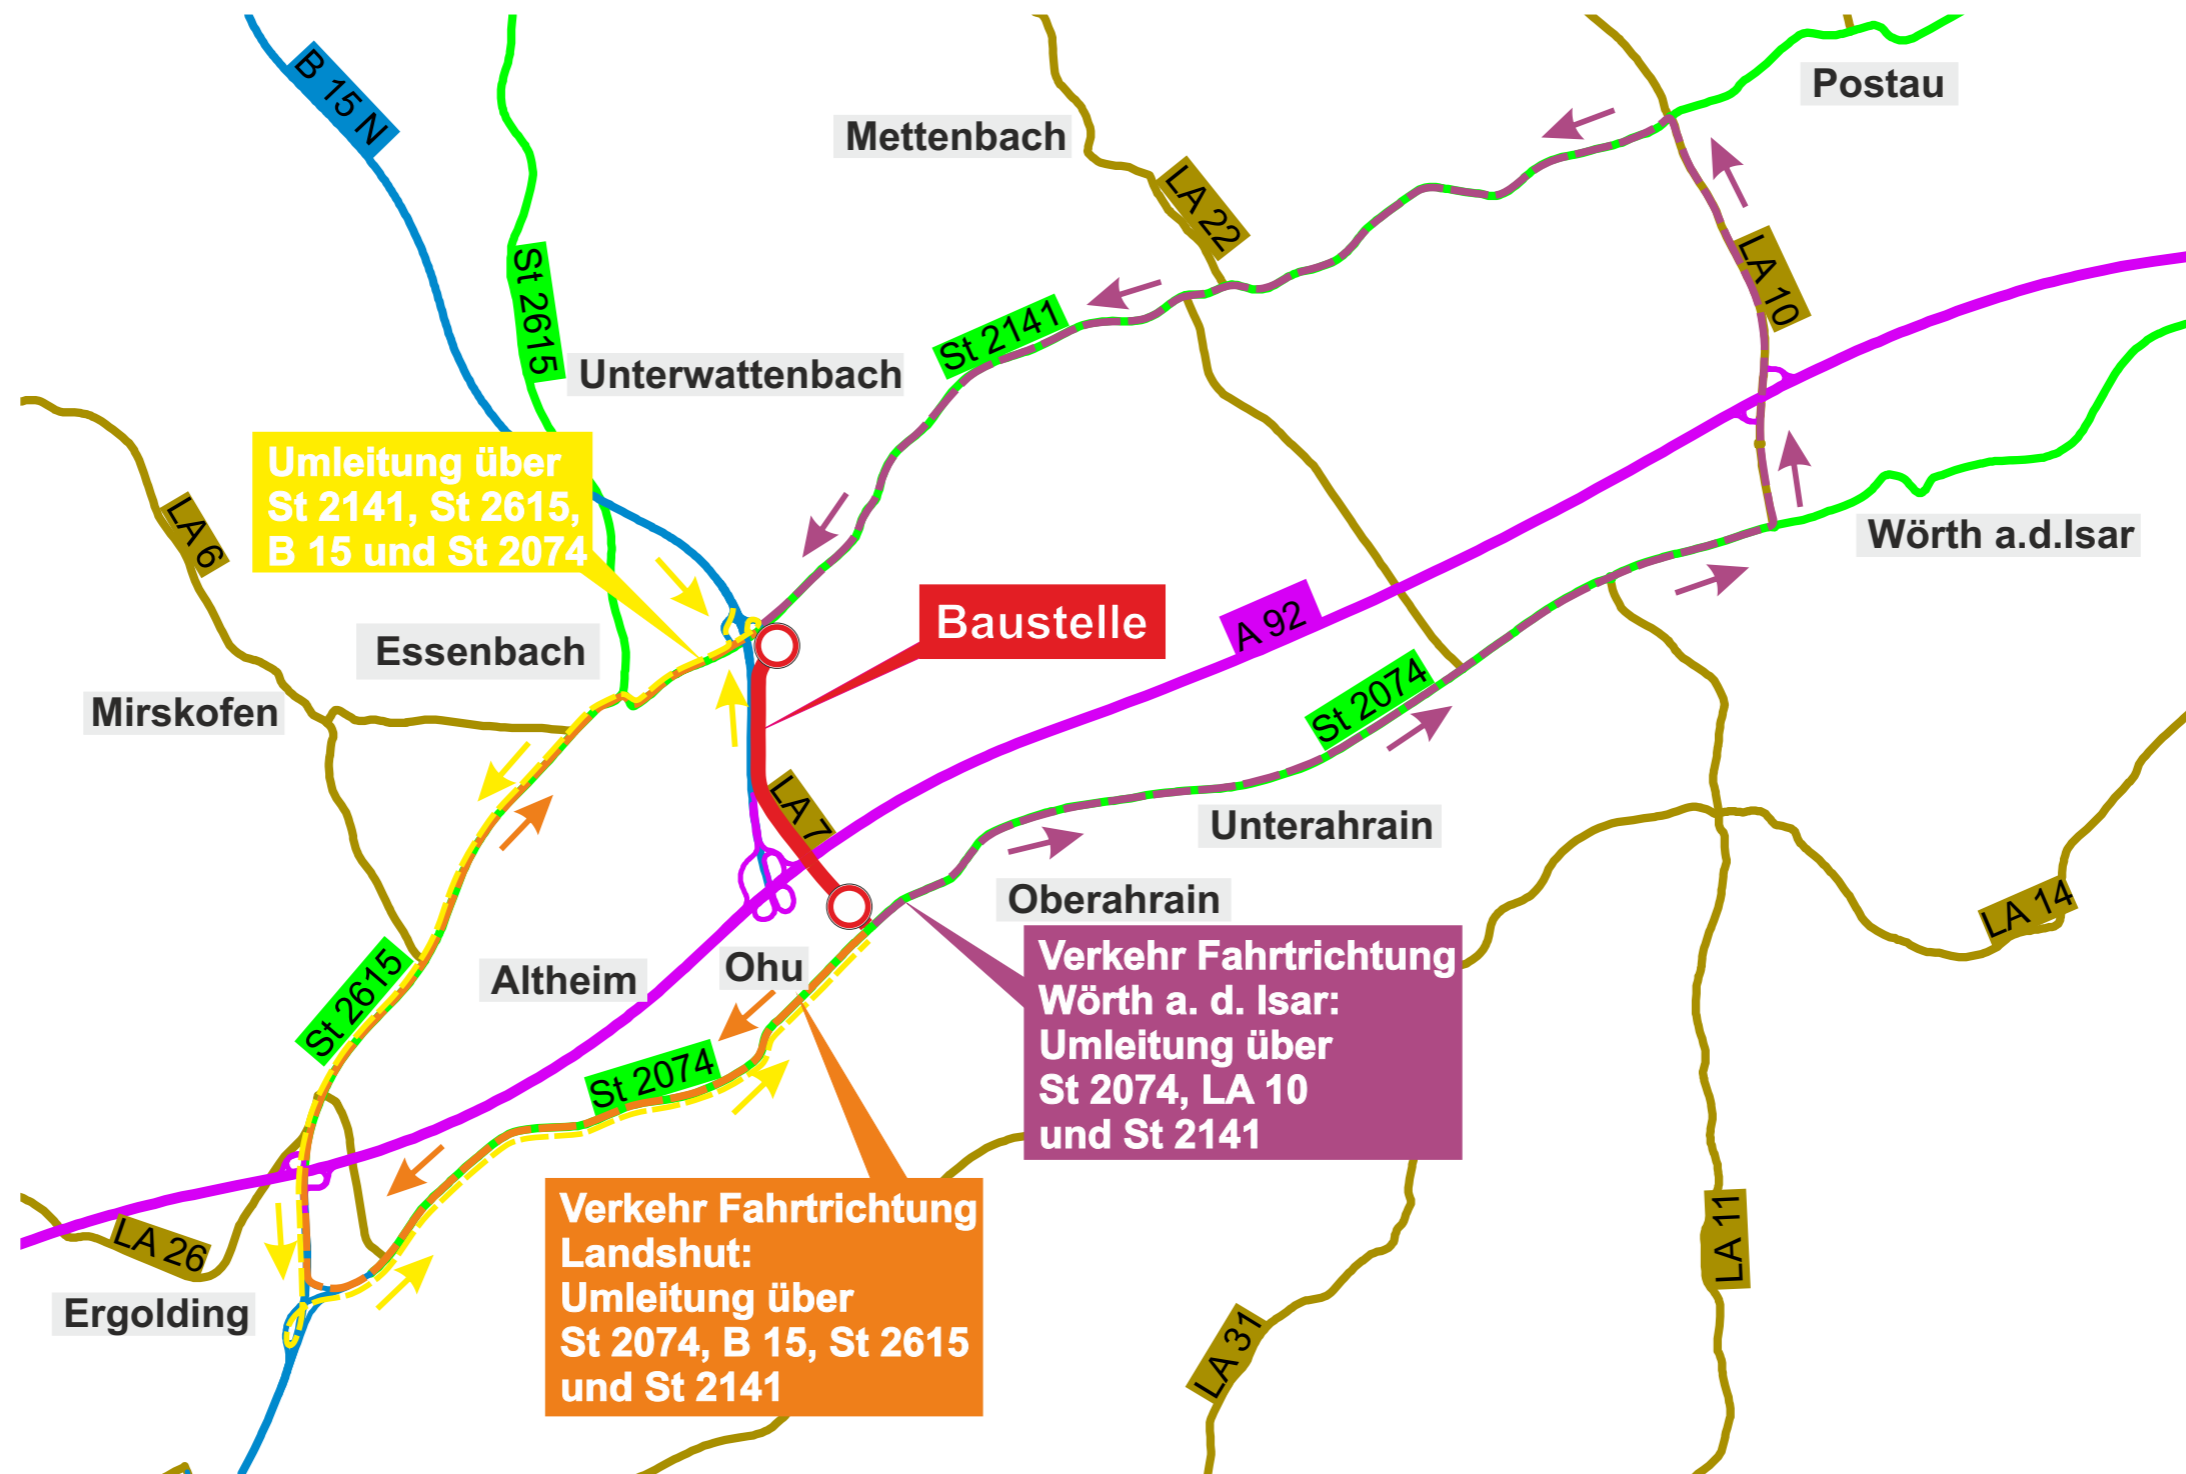 B 15 N
Postau
Mettenbach
LA 22
St 2615
LA 10
St 2141
Unterwattenbach
Umleitung über
St 2141, St 2615,
B 15 und St 2074
LA 6
Wörth a.d.Isar
Baustelle
A 92
Essenbach
St 2074
Mirskofen
LA 7
Unterahrain
Oberahrain
LA 14
St 2615
Altheim
Ohu
Verkehr Fahrtrichtung
Wörth a. d. Isar:
Umleitung über
St 2074, LA 10
und St 2141
St 2074
LA 26
Verkehr Fahrtrichtung
Landshut:
Umleitung über
St 2074, B 15, St 2615
und St 2141
LA 11
Ergolding
LA 31